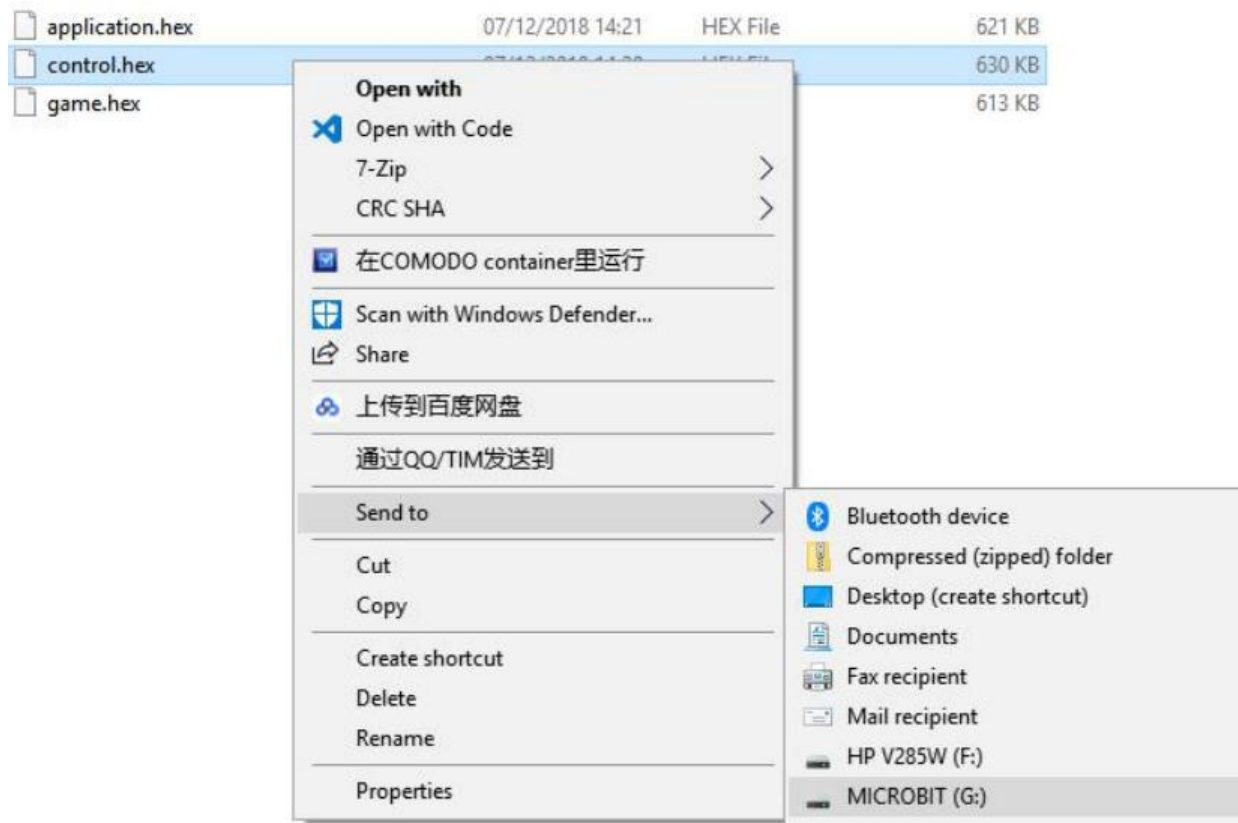 application.hex 07/12/2018 14:21 HEX File 621 KB
control.hex 630 KB
game.hex 613 KB
Open with
Open with Code
7-Zip
CRC SHA
在COMODO container里运行
Scan with Windows Defender...
Share
上传到百度网盘
通过QQ/TIM发送到
Send to
Cut
Copy
Create shortcut
Delete
Rename
Properties
Bluetooth device
Compressed (zipped) folder
Desktop (create shortcut)
Documents
Fax recipient
Mail recipient
HP V285W (F:)
MICROBIT (G:)